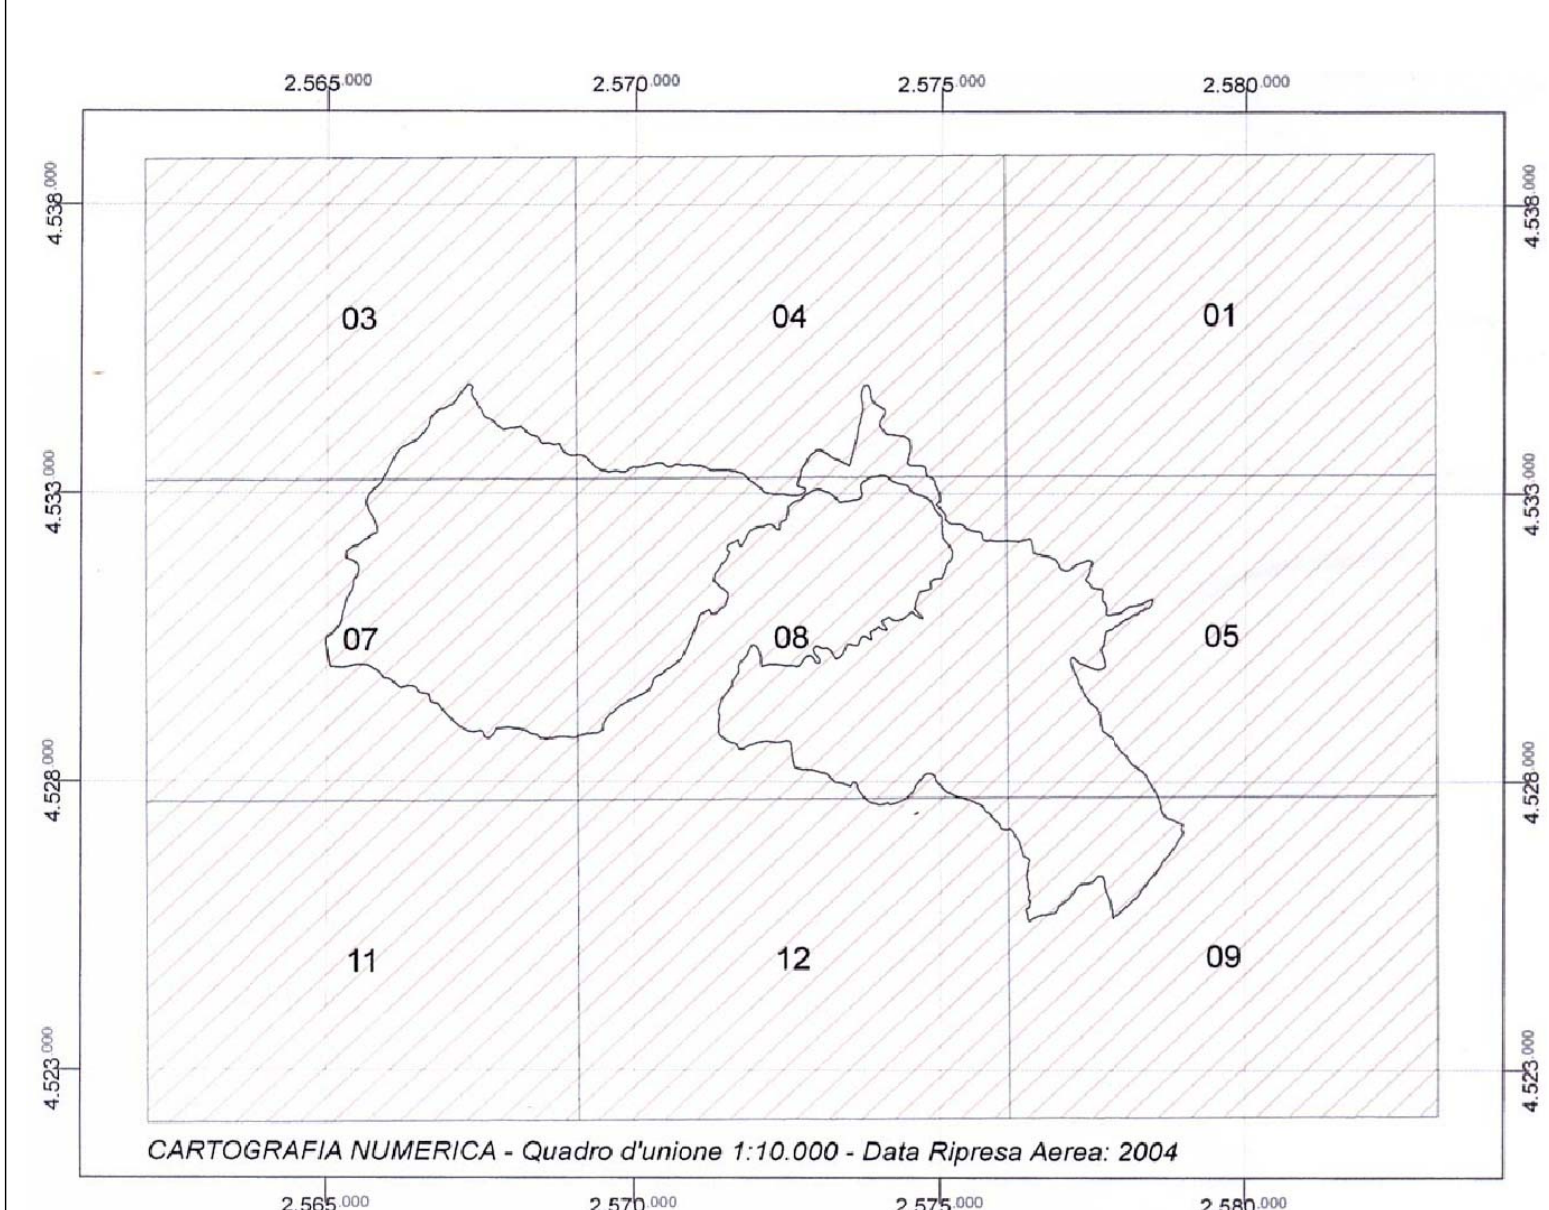 2.565.000 2.570.000 2.575.000 2.580.000
4.538.000 4.538.000
03 04 01
4.533.000 4.533.000
07 08 05
4.528.000 4.528.000
11 12 09
4.523.000 4.523.000
CARTOGRAFIA NUMERICA - Quadro d'unione 1:10.000 - Data Ripresa Aerea: 2004
2.565.000 2.570.000 2.575.000 2.580.000